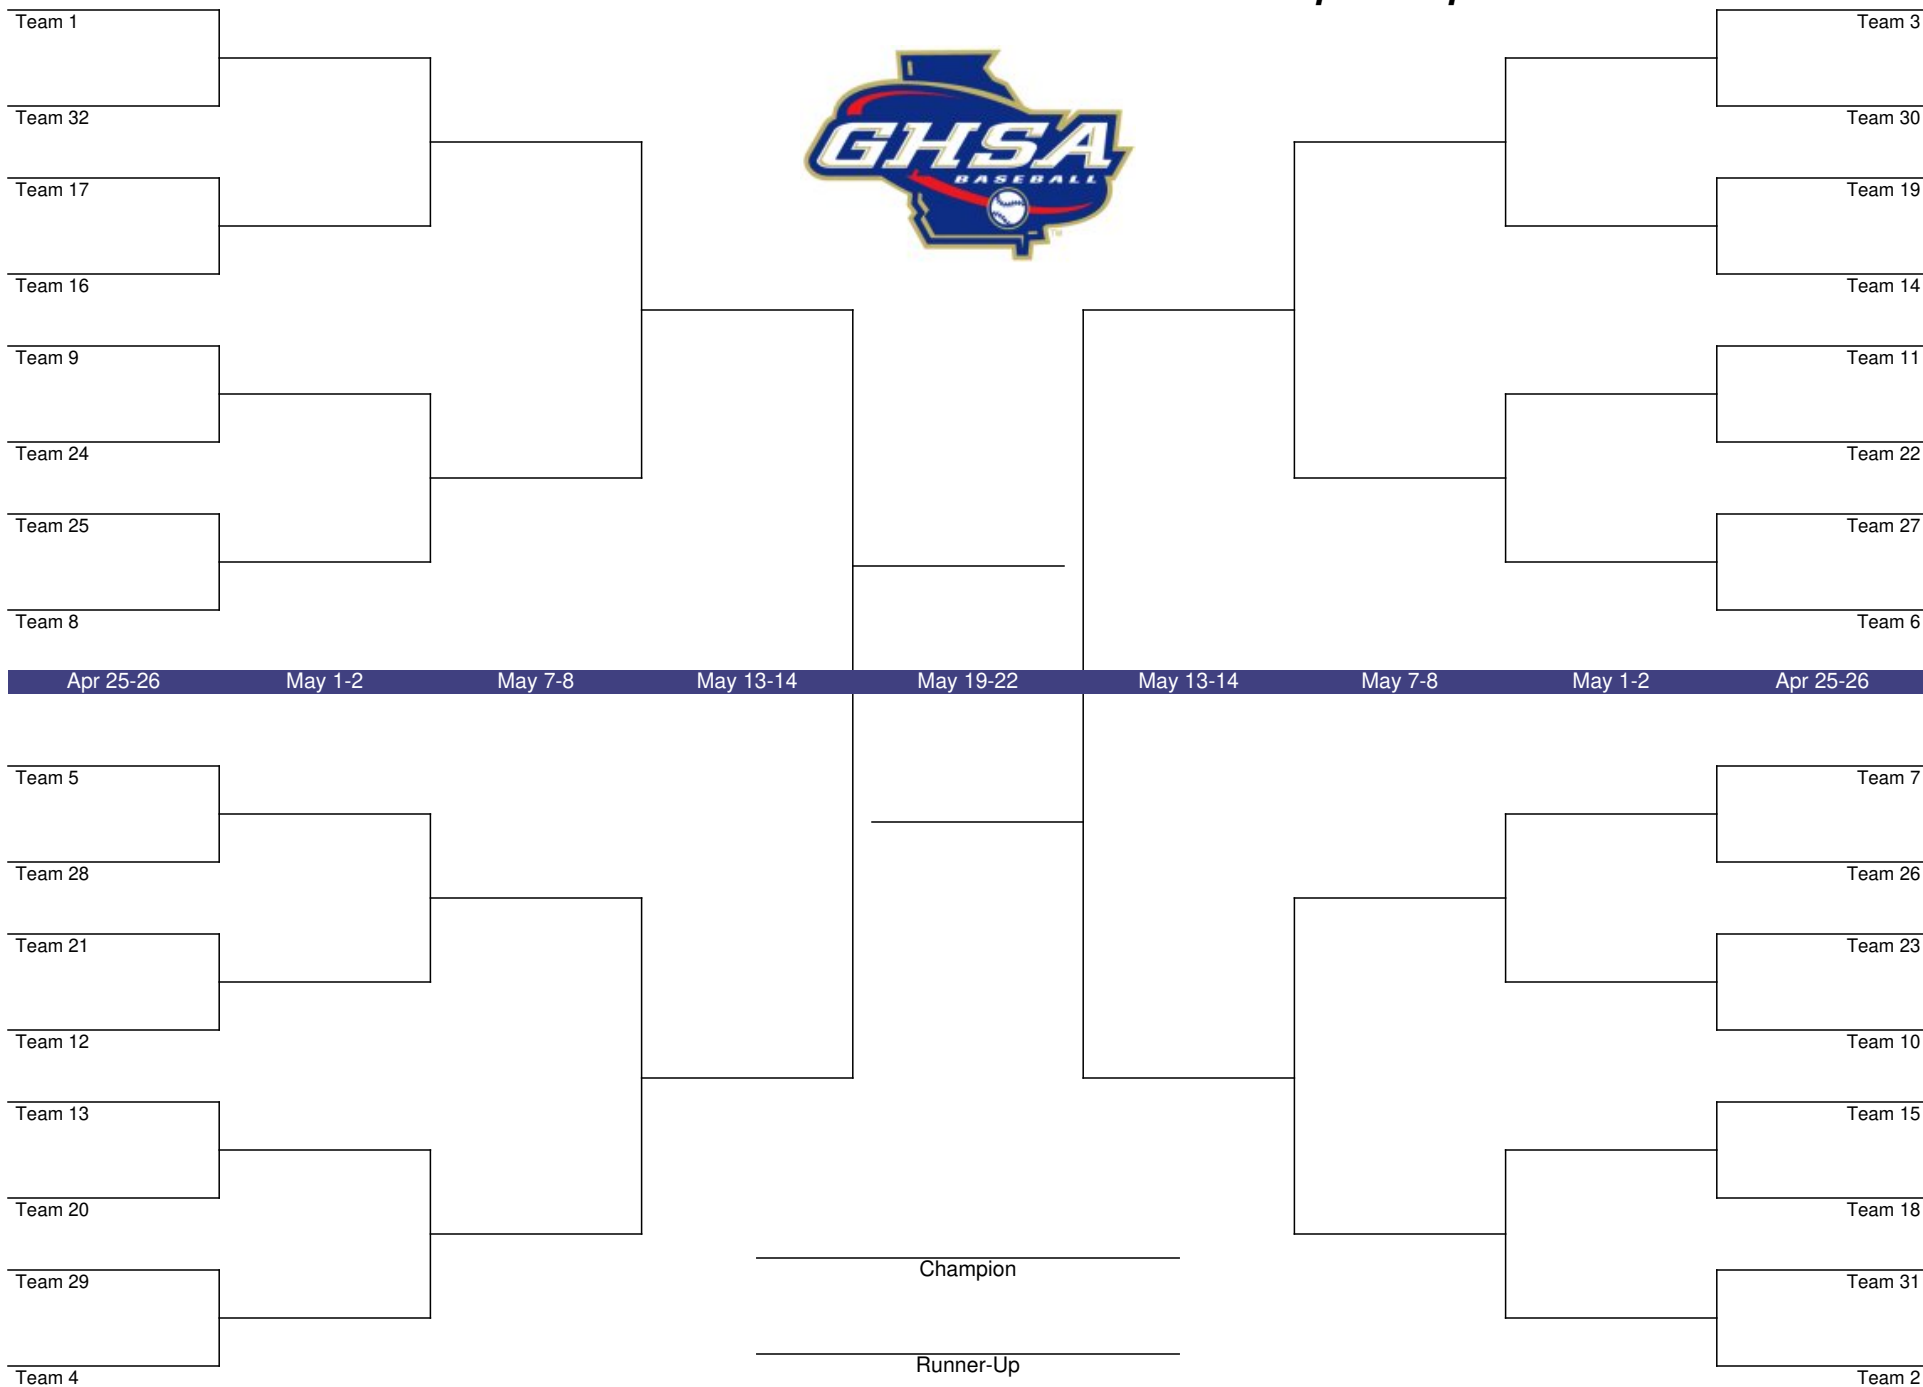 Team 1
Team 3
Team 32
Team 30
GHSA
BASEBALL
TM
Team 17
Team 19
Team 16
Team 14
Team 9
Team 11
Team 24
Team 22
Team 25
Team 27
Team 8
Team 6
Apr 25-26 May 1-2 May 7-8 May 13-14 May 19-22 May 13-14 May 7-8 May 1-2 Apr 25-26
Team 5
Team 7
Team 28
Team 26
Team 21
Team 23
Team 12
Team 10
Team 13
Team 15
Team 20
Team 18
Champion
Team 29
Team 31
Runner-Up
Team 4
Team 2